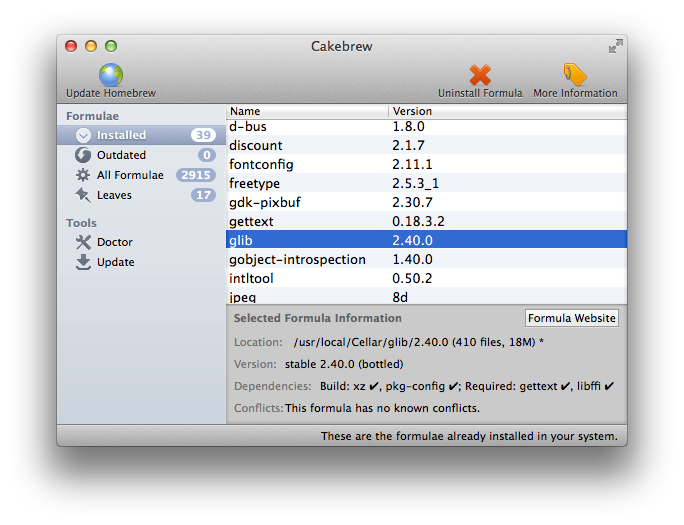 Cakebrew
Update Homebrew
Uninstall Formula
More Information
Formulae
Installed 39
Outdated 0
All Formulae 2915
Leaves 17
Tools
Doctor
Update
Name Version
d-bus 1.8.0
discount 2.1.7
fontconfig 2.11.1
freetype 2.5.3_1
gdk-pixbuf 2.30.7
gettext 0.18.3.2
glib 2.40.0
gobject-introspection 1.40.0
intltool 0.50.2
jpeg 8d
Selected Formula Information
Formula Website
Location: /usr/local/Cellar/glib/2.40.0 (410 files, 18M) *
Version: stable 2.40.0 (bottled)
Dependencies: Build: xz ✔, pkg-config ✔; Required: gettext ✔, libffi ✔
Conflicts: This formula has no known conflicts.
These are the formulae already installed in your system.